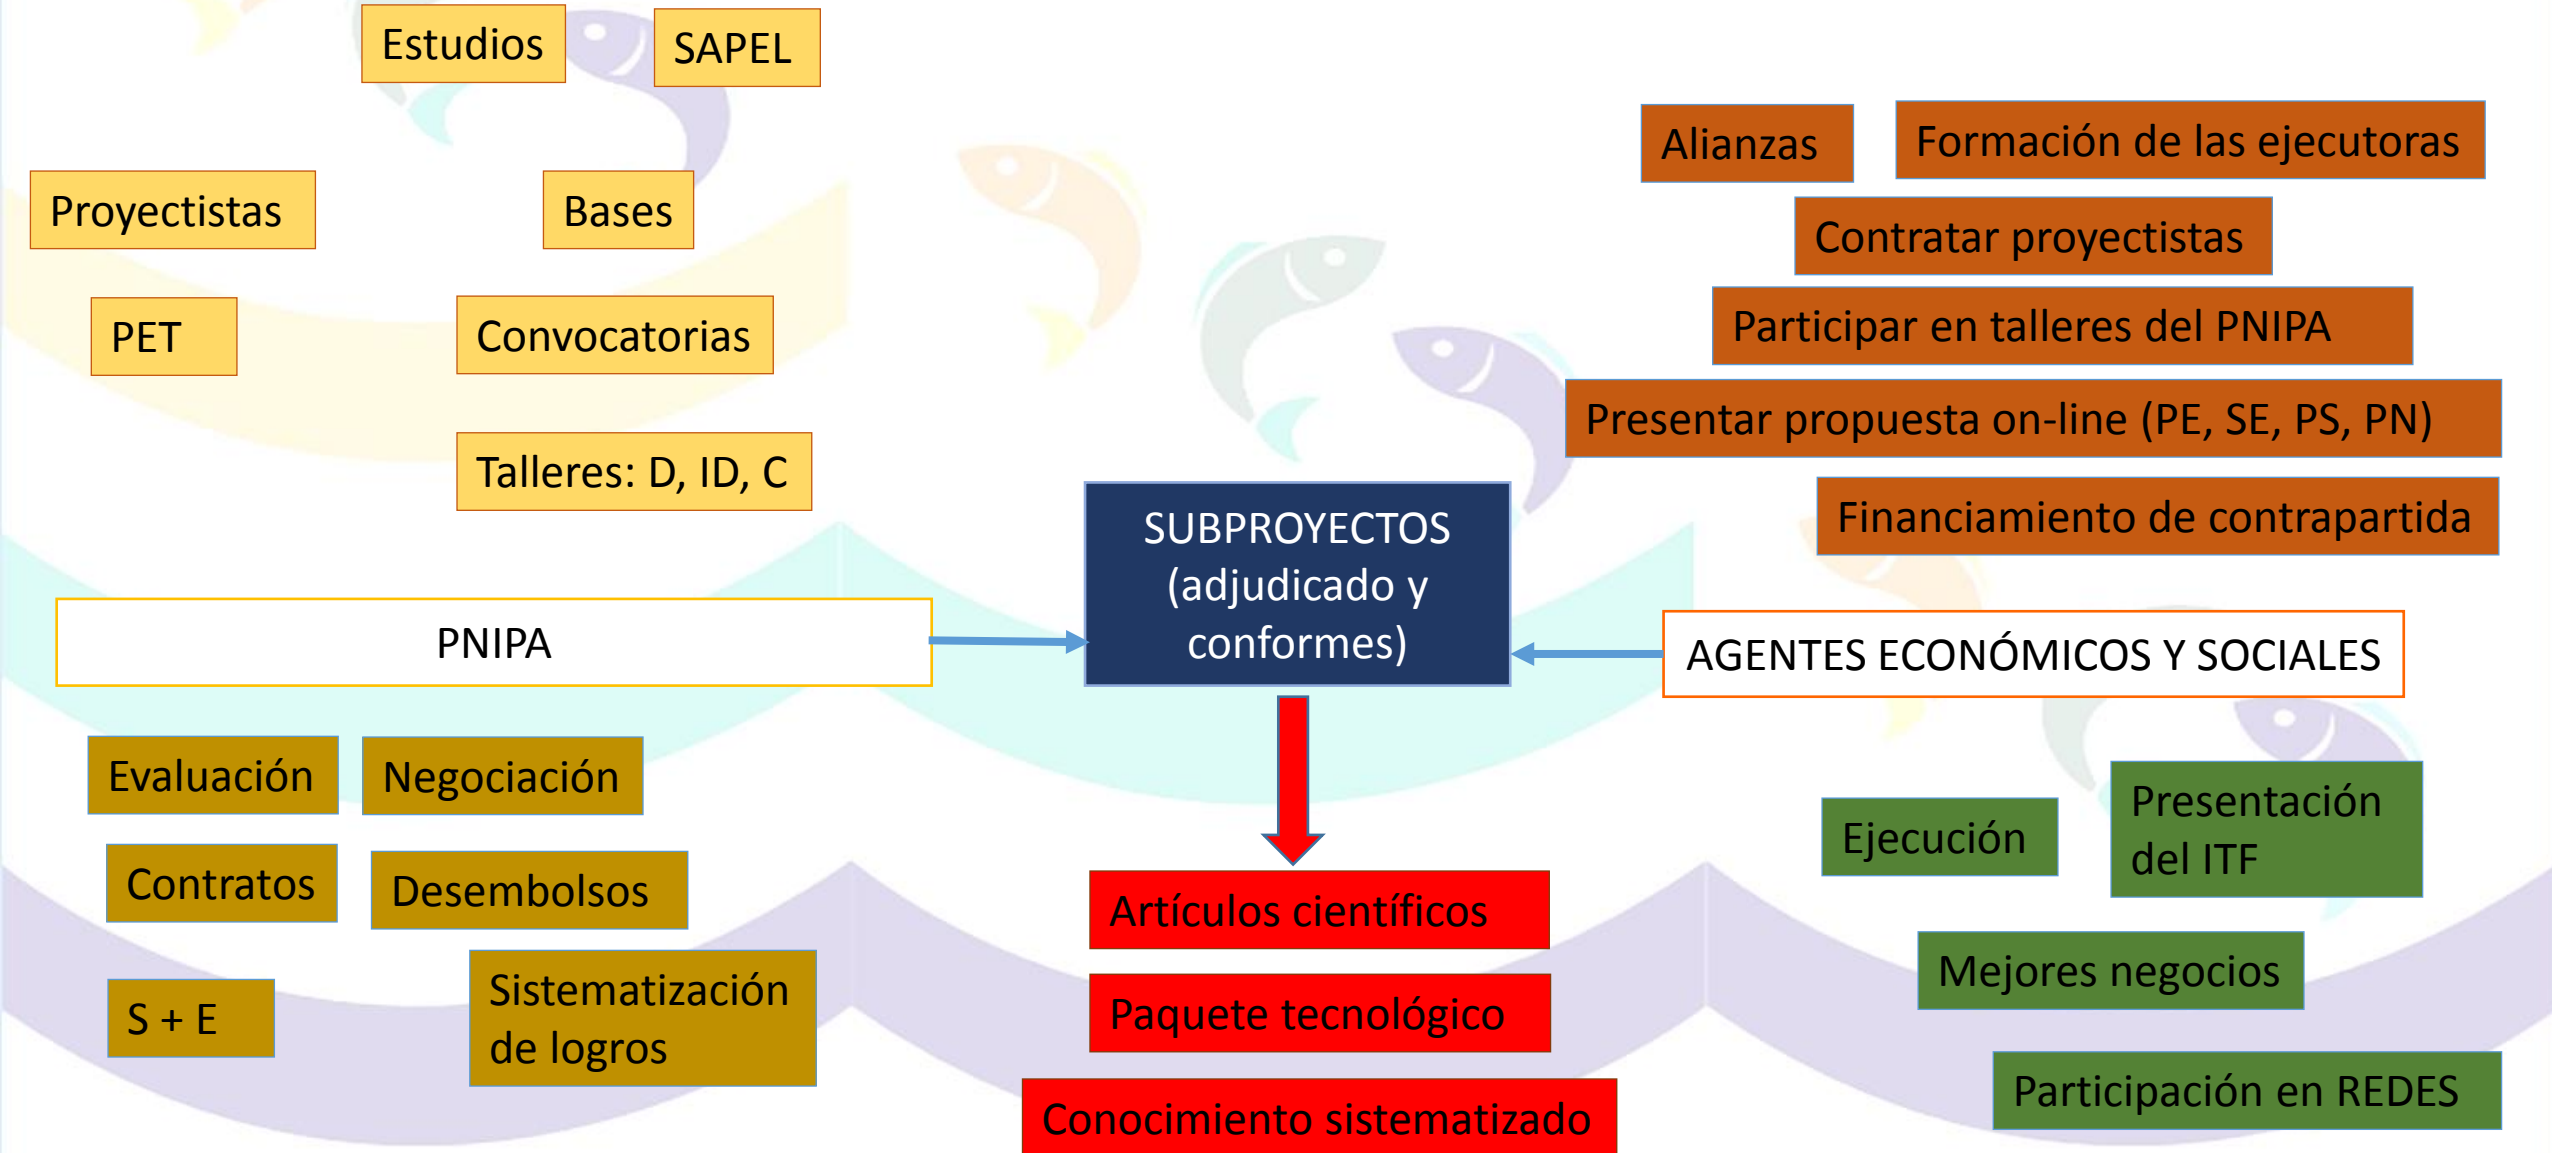 Estudios
SAPEL
Proyectistas
Bases
PET
Convocatorias
Talleres: D, ID, C
PNIPA
Evaluación
Negociación
Contratos
Desembolsos
S + E
Sistematización
de logros
SUBPROYECTOS
(adjudicado y
conformes)
Artículos científicos
Paquete tecnológico
Conocimiento sistematizado
Alianzas
Formación de las ejecutoras
Contratar proyectistas
Participar en talleres del PNIPA
Presentar propuesta on-line (PE, SE, PS, PN)
Financiamiento de contrapartida
AGENTES ECONÓMICOS Y SOCIALES
Ejecución
Presentación
del ITF
Mejores negocios
Participación en REDES